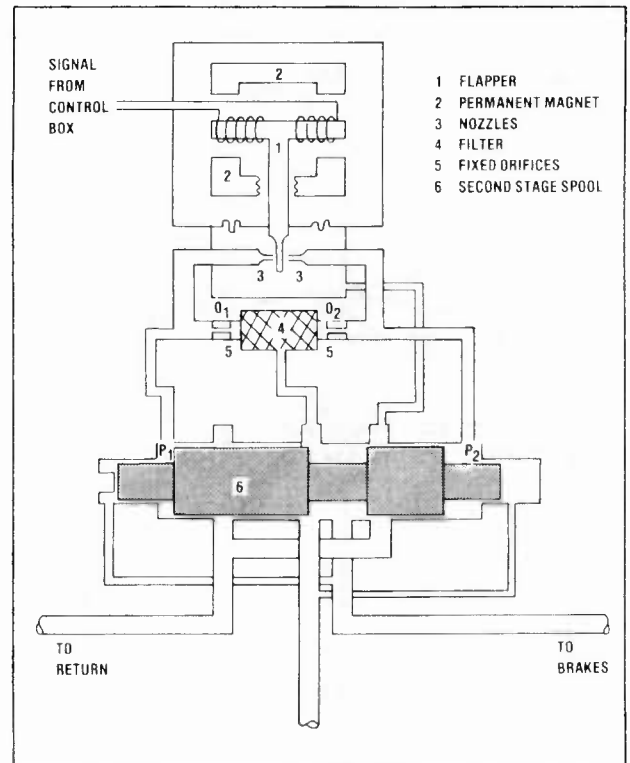 SIGNAL
FROM
CONTROL
BOX
2
1
2
3 3
O1 O2
4
5 5
P1 P2
6
TO
RETURN
TO
BRAKES
1 FLAPPER
2 PERMANENT MAGNET
3 NOZZLES
4 FILTER
5 FIXED ORIFICES
6 SECOND STAGE SPOOL